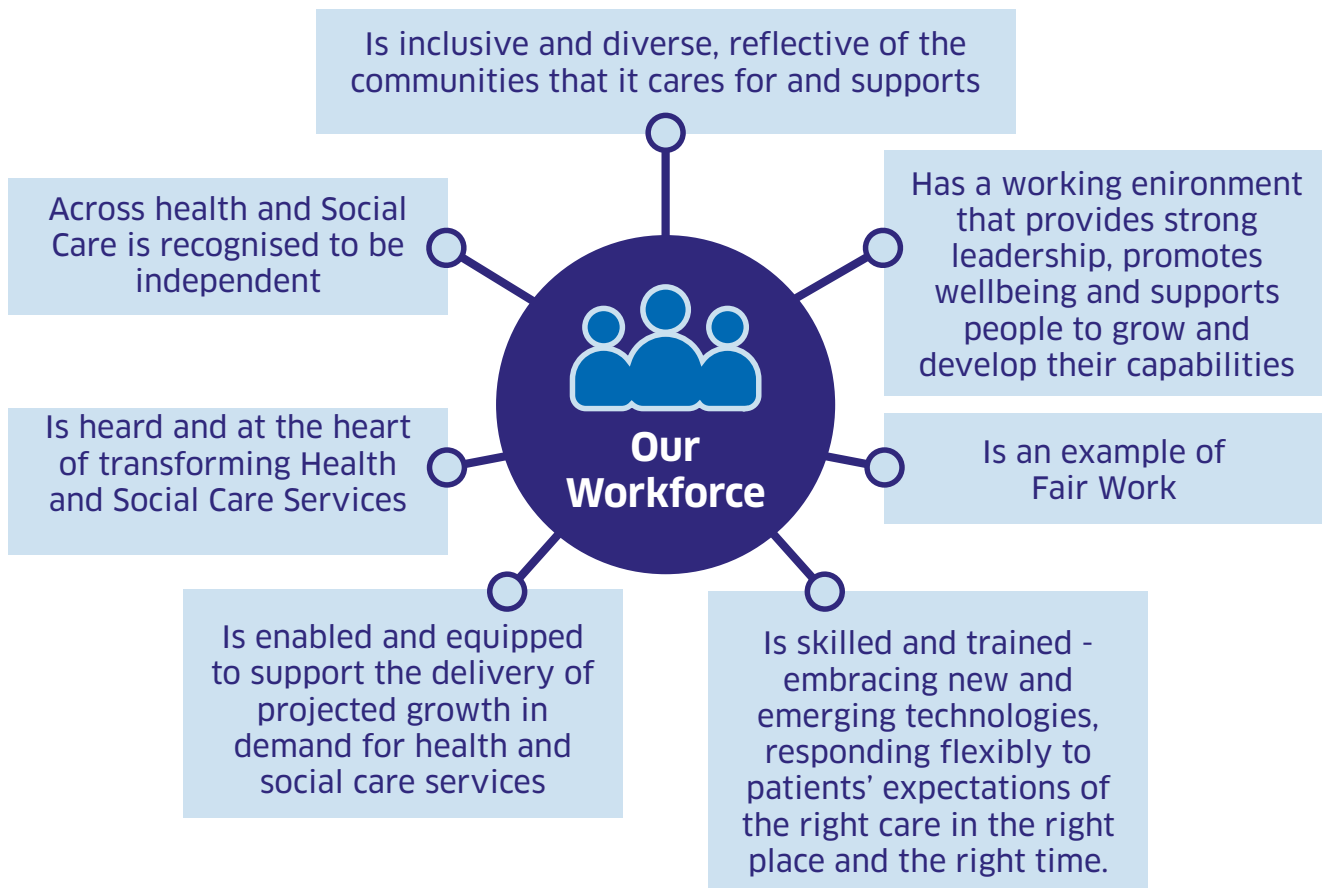 Is inclusive and diverse, reflective of the
communities that it cares for and supports
Across health and Social
Care is recognised to be
independent
Has a working enironment
that provides strong
leadership, promotes
wellbeing and supports
people to grow and
develop their capabilities
Our
Workforce
Is heard and at the heart
of transforming Health
and Social Care Services
Is an example of
Fair Work
Is enabled and equipped
to support the delivery of
projected growth in
demand for health and
social care services
Is skilled and trained -
embracing new and
emerging technologies,
responding flexibly to
patients’ expectations of
the right care in the right
place and the right time.